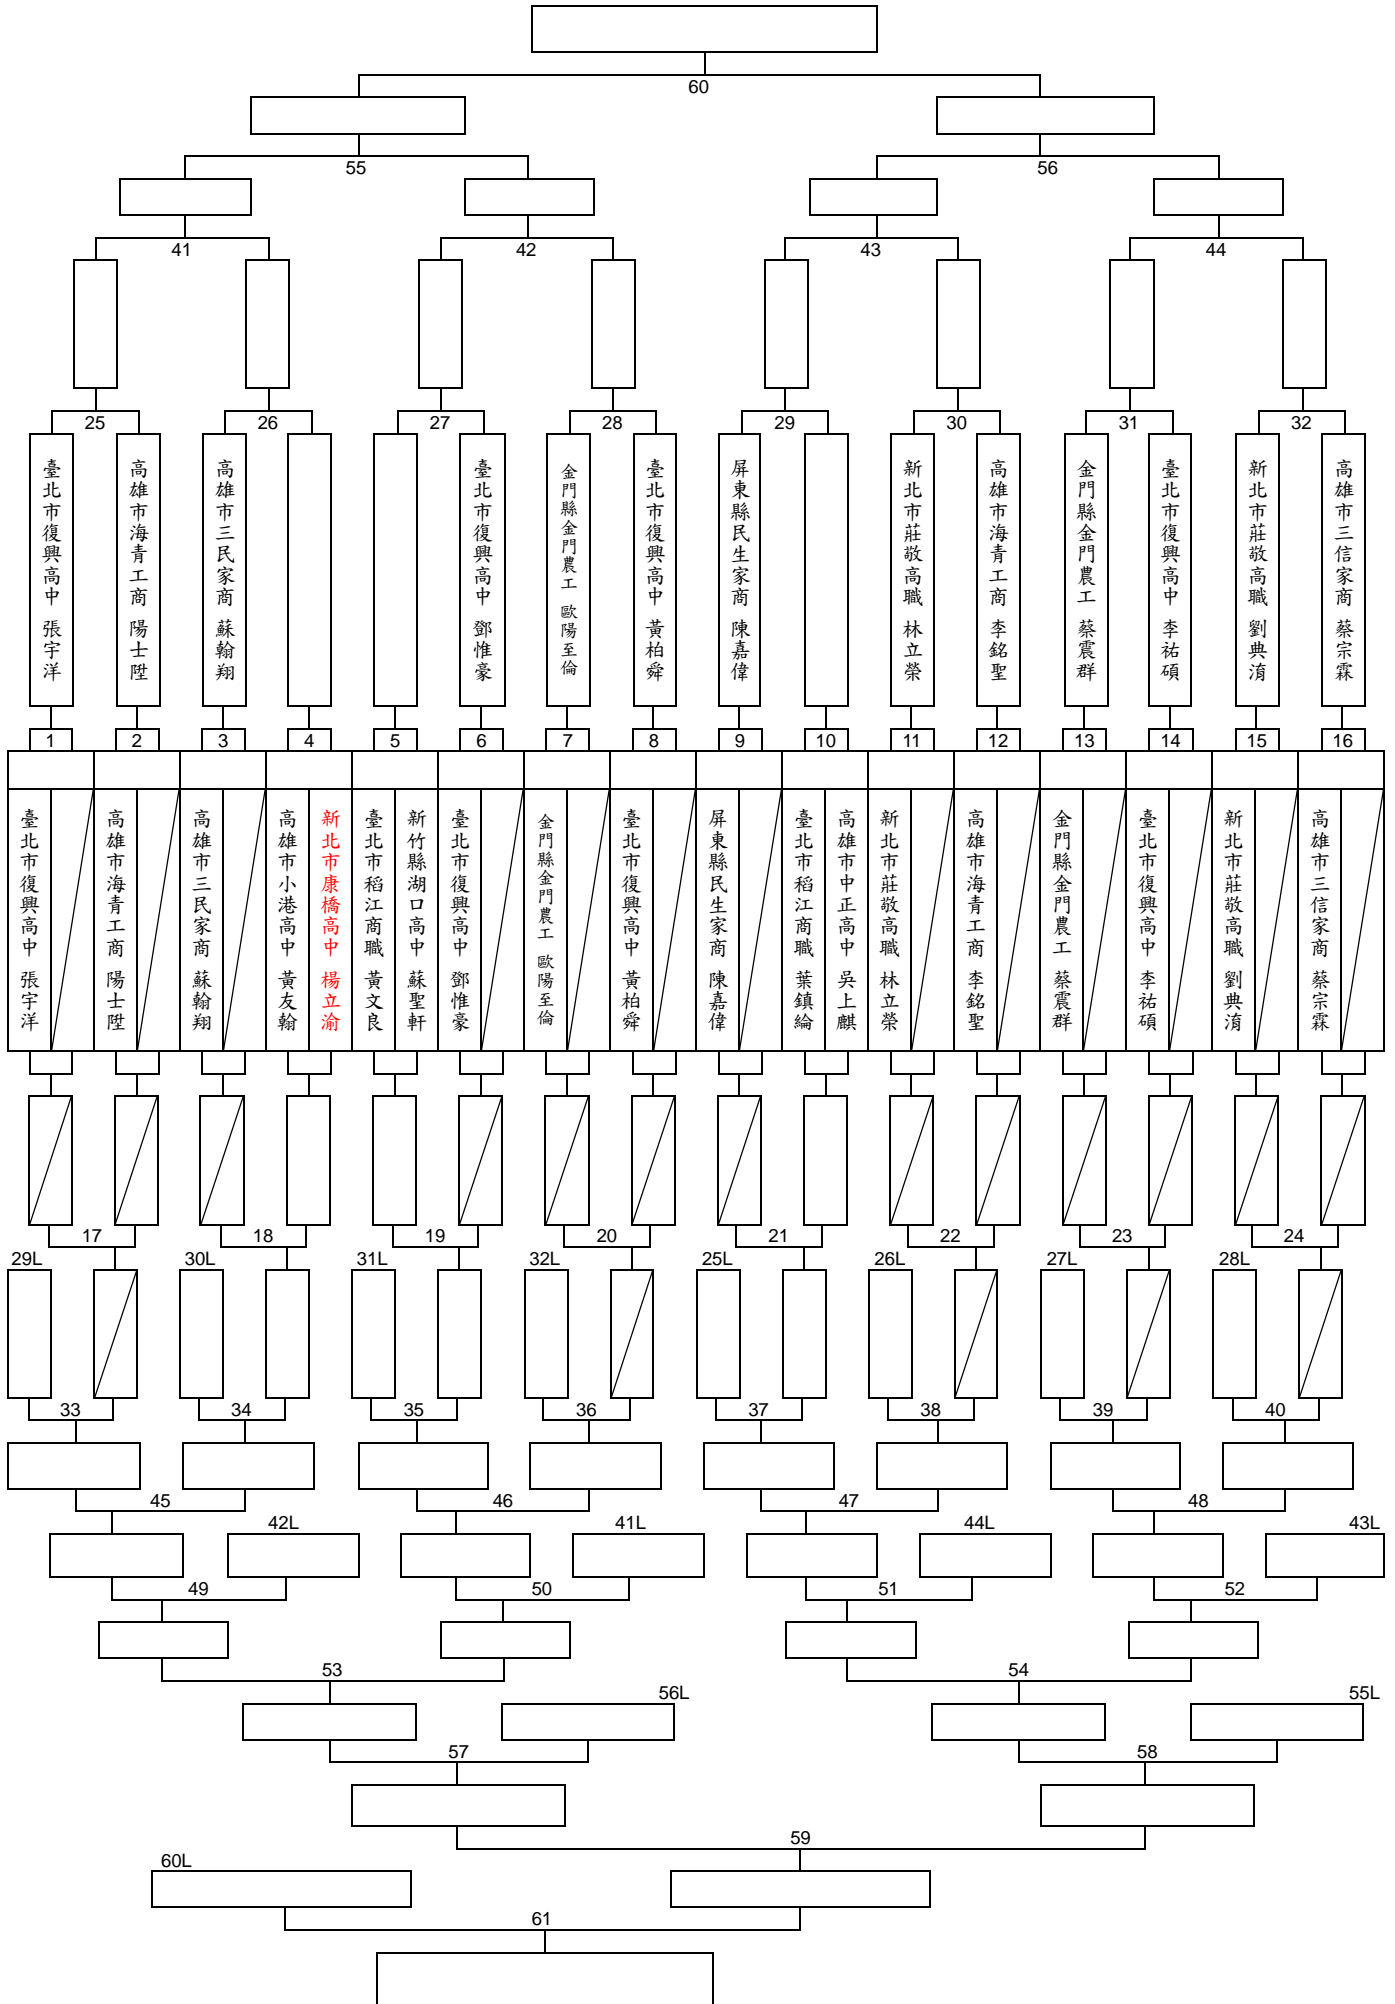 60
55
56
41
42
43
44
25
26
27
28
29
30
31
32
臺北市復興高中 張宇洋
高雄市海青工商 陽士陞
高雄市三民家商 蘇翰翔
臺北市復興高中 鄧惟豪
金門縣金門農工 歐陽至倫
臺北市復興高中 黃柏舜
屏東縣民生家商 陳嘉偉
新北市莊敬高職 林立榮
高雄市海青工商 李銘聖
金門縣金門農工 蔡震群
臺北市復興高中 李祐碩
新北市莊敬高職 劉典淯
高雄市三信家商 蔡宗霖
1
2
3
4
5
6
7
8
9
10
11
12
13
14
15
16
臺北市復興高中 張宇洋
高雄市海青工商 陽士陞
高雄市三民家商 蘇翰翔
高雄市小港高中 黃友翰
新北市康橋高中 楊立渝
臺北市稻江商職 黃文良
新竹縣湖口高中 蘇聖軒
臺北市復興高中 鄧惟豪
金門縣金門農工 歐陽至倫
臺北市復興高中 黃柏舜
屏東縣民生家商 陳嘉偉
臺北市稻江商職 葉鎮綸
高雄市中正高中 吳上麒
新北市莊敬高職 林立榮
高雄市海青工商 李銘聖
金門縣金門農工 蔡震群
臺北市復興高中 李祐碩
新北市莊敬高職 劉典淯
高雄市三信家商 蔡宗霖
17
18
19
20
21
22
23
24
29L
30L
31L
32L
25L
26L
27L
28L
33
34
35
36
37
38
39
40
45
46
47
48
42L
41L
44L
43L
49
50
51
52
53
54
56L
55L
57
58
59
60L
61